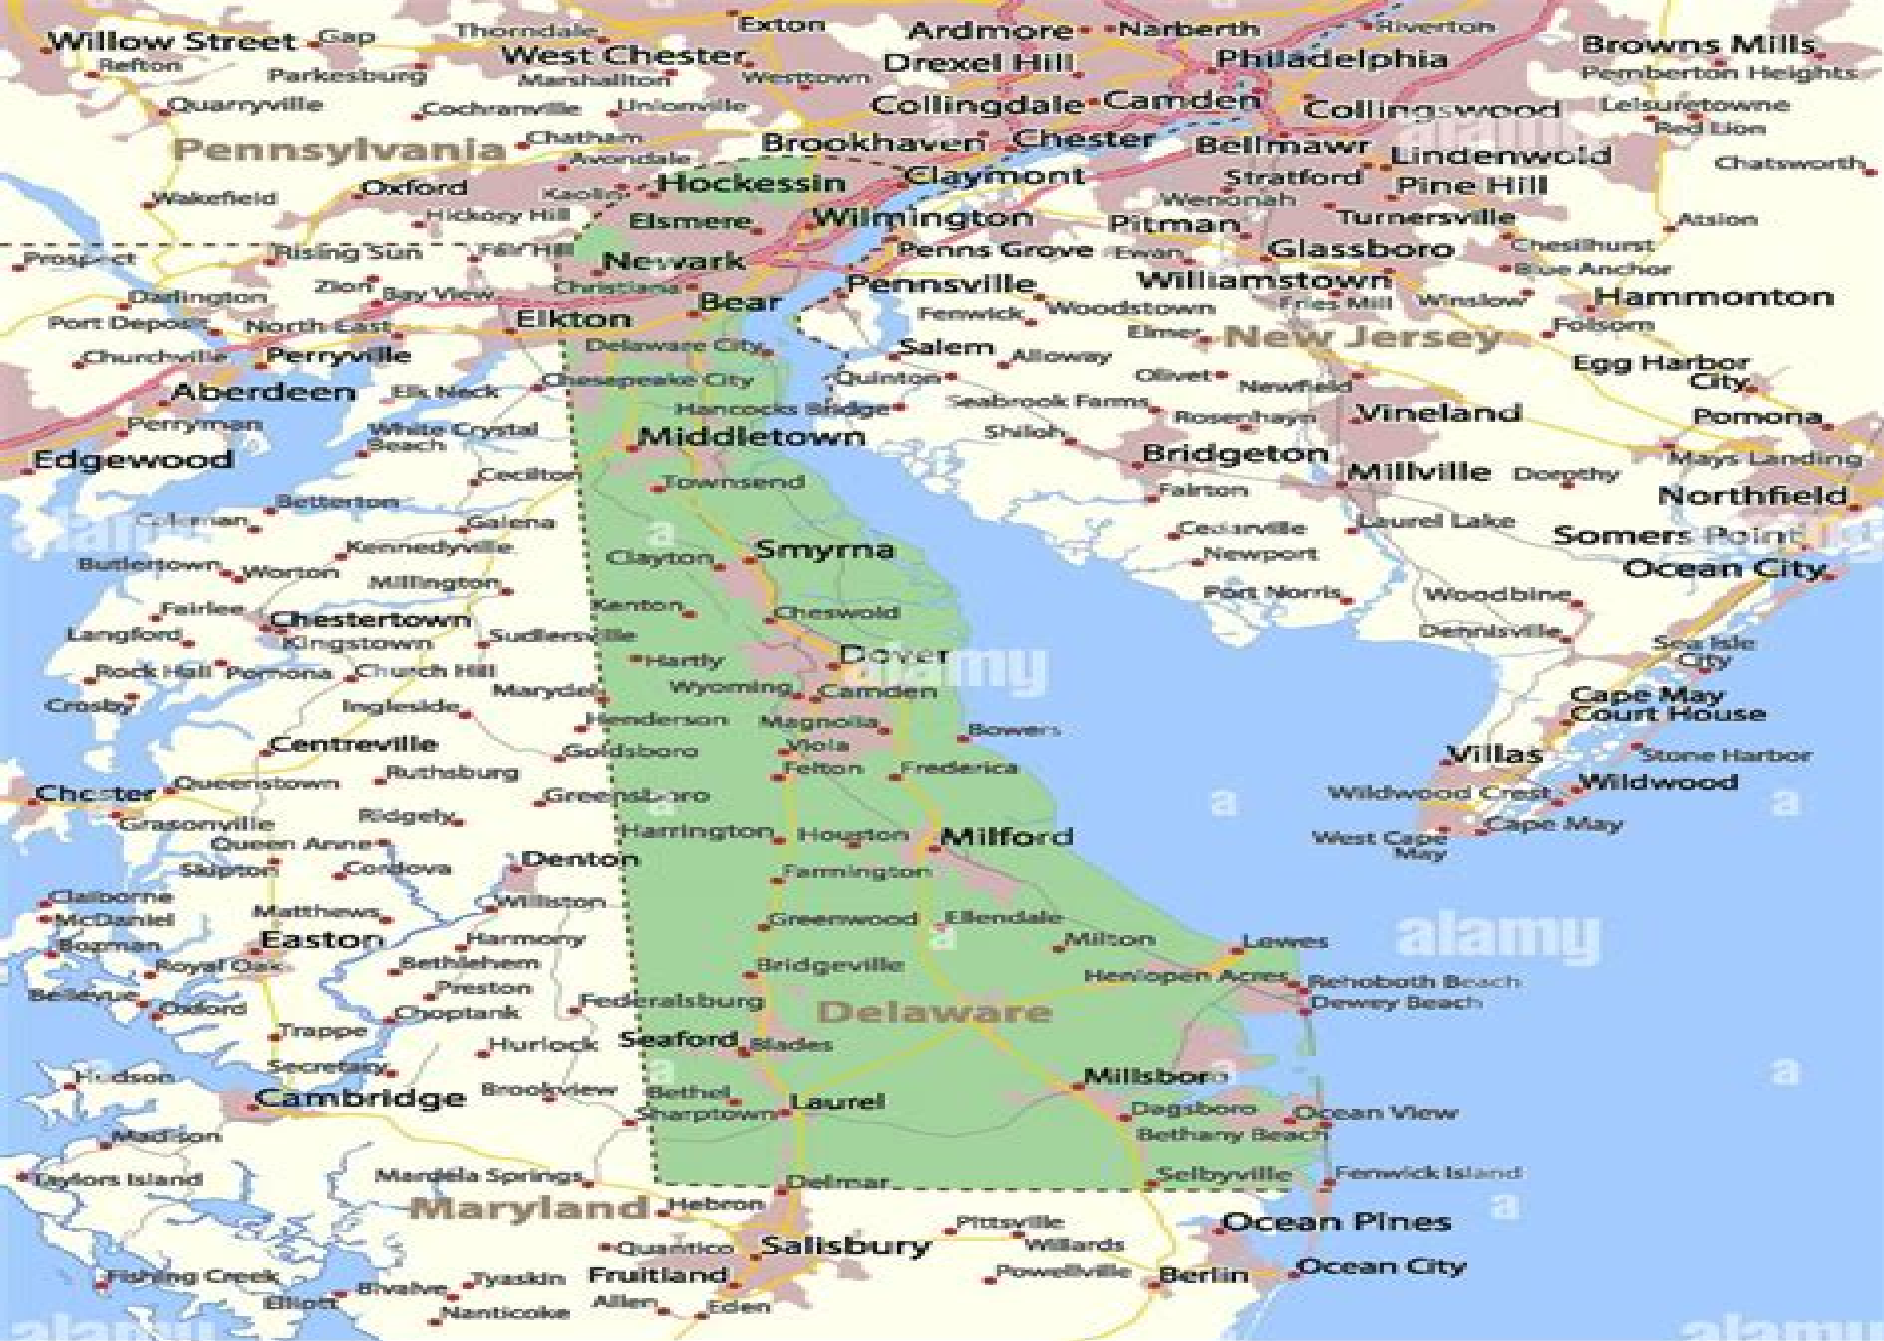 Exton
Ardmore
Narberth
Riverton
Willow Street
Gap
Thorndale
West Chester
Drexel Hill
Philadelphia
Browns Mills
Refton
Parkesburg
Marshallton
Westtown
Pemberton Heights
Quarryville
Cochranville
Unionville
Collingdale
Camden
Collingswood
Leisuretowne
Red Lion
Pennsylvania
Chatham
Brookhaven
Chester
Bellmawr
alamy
Lindenwold
Chatsworth
Avondale
Wakefield
Oxford
Kaolin
Hockessin
Claymont
Stratford
Pine Hill
Wenonah
Hickory Hill
Elsmere
Wilmington
Pitman
Turnersville
Atsion
Prospect
Rising Sun
Fair Hill
Newark
Penns Grove
Ewan
Glassboro
Chesilhurst
Blue Anchor
Darlington
Zion
Bay View
Christiana
Bear
Pennsville
Williamstown
Fries Mill
Winslow
Hammonton
Port Deposit
North East
Elkton
Fenwick
Woodstown
Elmer
New Jersey
Folsom
Churchville
Perryville
Delaware City
Salem
Alloway
Egg Harbor
City
Aberdeen
Elk Neck
Chesapeake City
Quinton
Olivet
Newfield
Perryman
White Crystal
Beach
Hancocks Bridge
Seabrook Farms
Rosenhayn
Vineland
Pomona
Edgewood
Middletown
Shiloh
Bridgeton
Millville
Dorothy
Mays Landing
Cecilton
Townsend
Fairton
Northfield
Betterton
Coleman
Galena
alamy
a
Cedarville
Laurel Lake
Somers Point
Butlertown
Worton
Kennedyville
Millington
Clayton
Smyrna
Newport
Ocean City
Fairlee
Chestertown
Kenton
Cheswold
Port Norris
Woodbine
Langford
Kingstown
Sudlersville
Dennisville
Sea Isle
City
Rock Hall
Pomona
Church Hill
Hartly
Dover
alamy
Crosby
Ingleside
Marydel
Wyoming
Camden
Cape May
Court House
Henderson
Magnolia
Bowers
Centreville
Goldsboro
Viola
Villas
Stone Harbor
Chester
Queenstown
Ruthsburg
Felton
Frederica
Wildwood
Greensboro
a
a
Wildwood Crest
a
Grasonville
Ridgely
Harrington
Houston
Milford
Cape May
West Cape
May
Queen Anne
Skipton
Cordova
Denton
Farmington
Claiborne
McDaniel
Matthews
Williston
Greenwood
Ellendale
Bozman
Easton
Harmony
a
Milton
Lewes
alamy
Royal Oak
Bethlehem
Bridgeville
Henlopen Acres
Rehoboth Beach
Bellevue
Oxford
Preston
Choptank
Federalsburg
Delaware
Dewey Beach
Trappe
Hurlock
Seaford
Blades
Hudson
Secretary
a
Millsboro
a
a
Cambridge
Brookview
Bethel
Sharptown
Laurel
Dagsboro
Ocean View
Madison
Bethany Beach
Taylors Island
Mardela Springs
Delmar
Selbyville
Fenwick Island
Maryland
Hebron
a
Pittsville
Ocean Pines
Quantico
Salisbury
Willards
Fishing Creek
Bivalve
Tyaskin
Fruitland
Powellville
Berlin
Ocean City
Elliott
Nanticoke
Allen
Eden
alamy
alamy